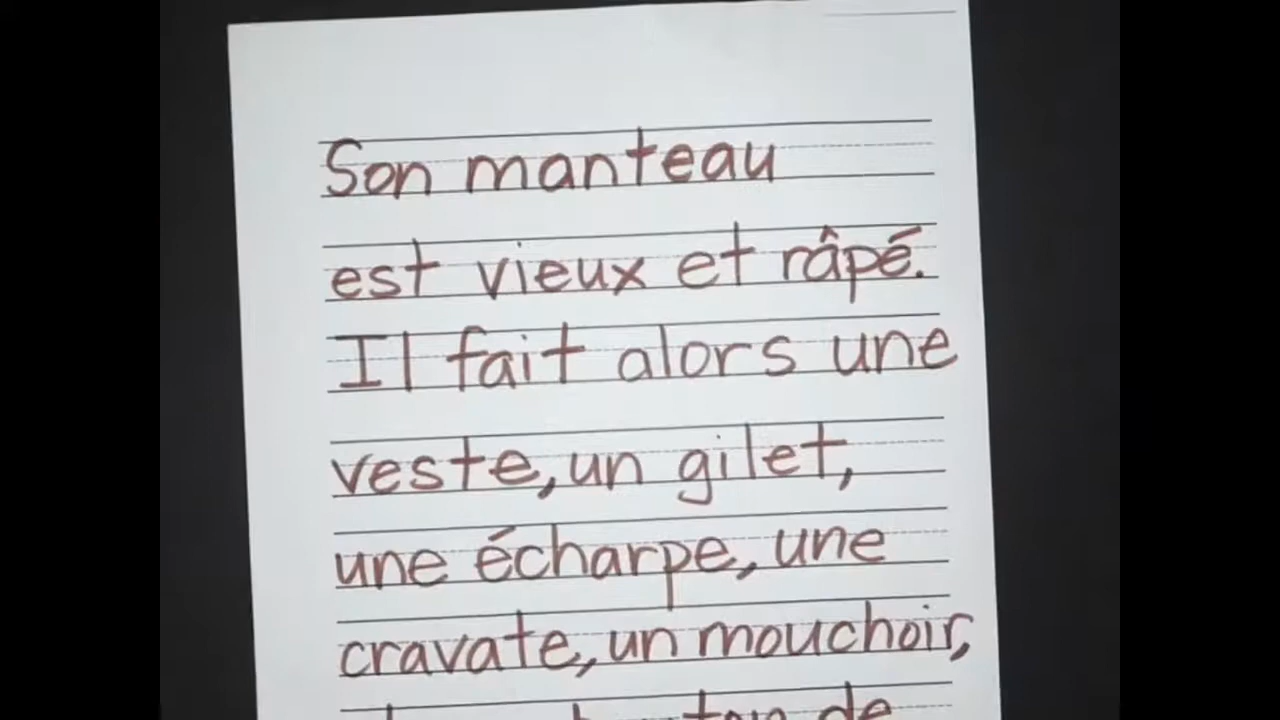 Son manteau
est vieux et râpé.
Il fait alors une
veste, un gilet,
une écharpe, une
cravate, un mouchoir,
de